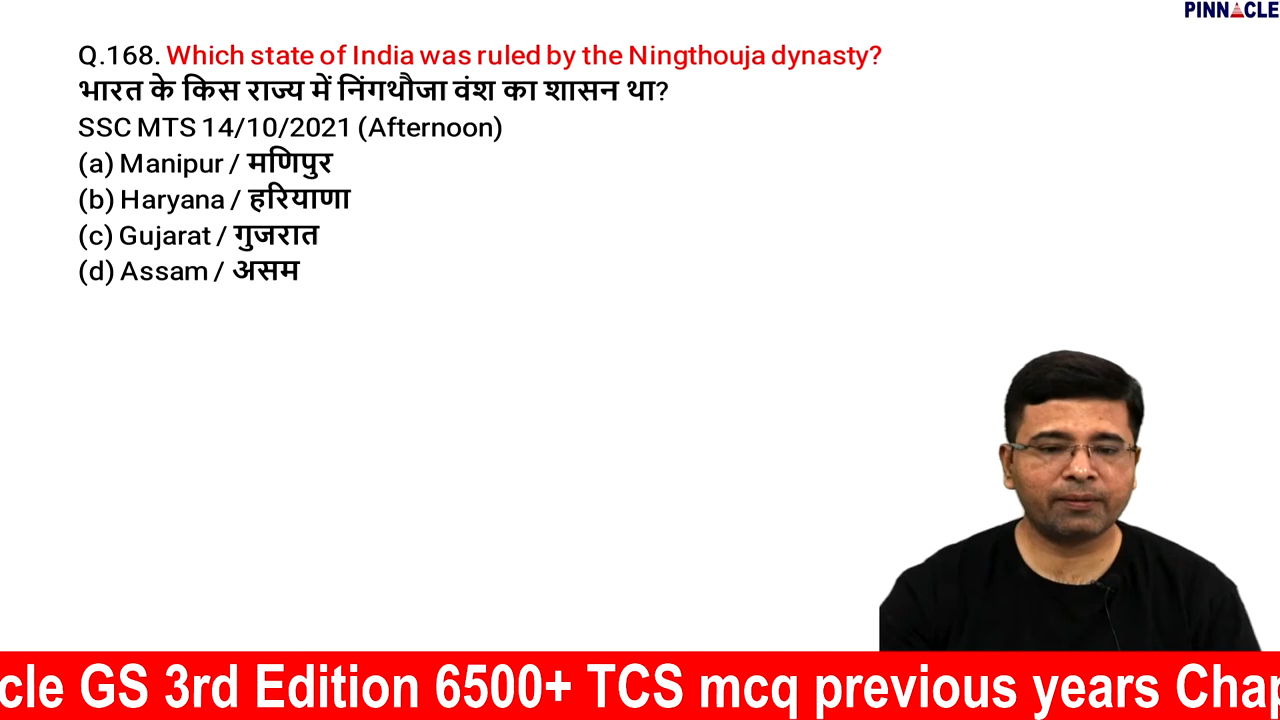 PINNACLE
Q.168. Which state of India was ruled by the Ningthouja dynasty?
भारत के किस राज्य में निंगथौजा वंश का शासन था?
SSC MTS 14/10/2021 (Afternoon)
(a) Manipur / मणिपुर
(b) Haryana / हरियाणा
(c) Gujarat / गुजरात
(d) Assam / असम
cle GS 3rd Edition 6500+ TCS mcq previous years Chap